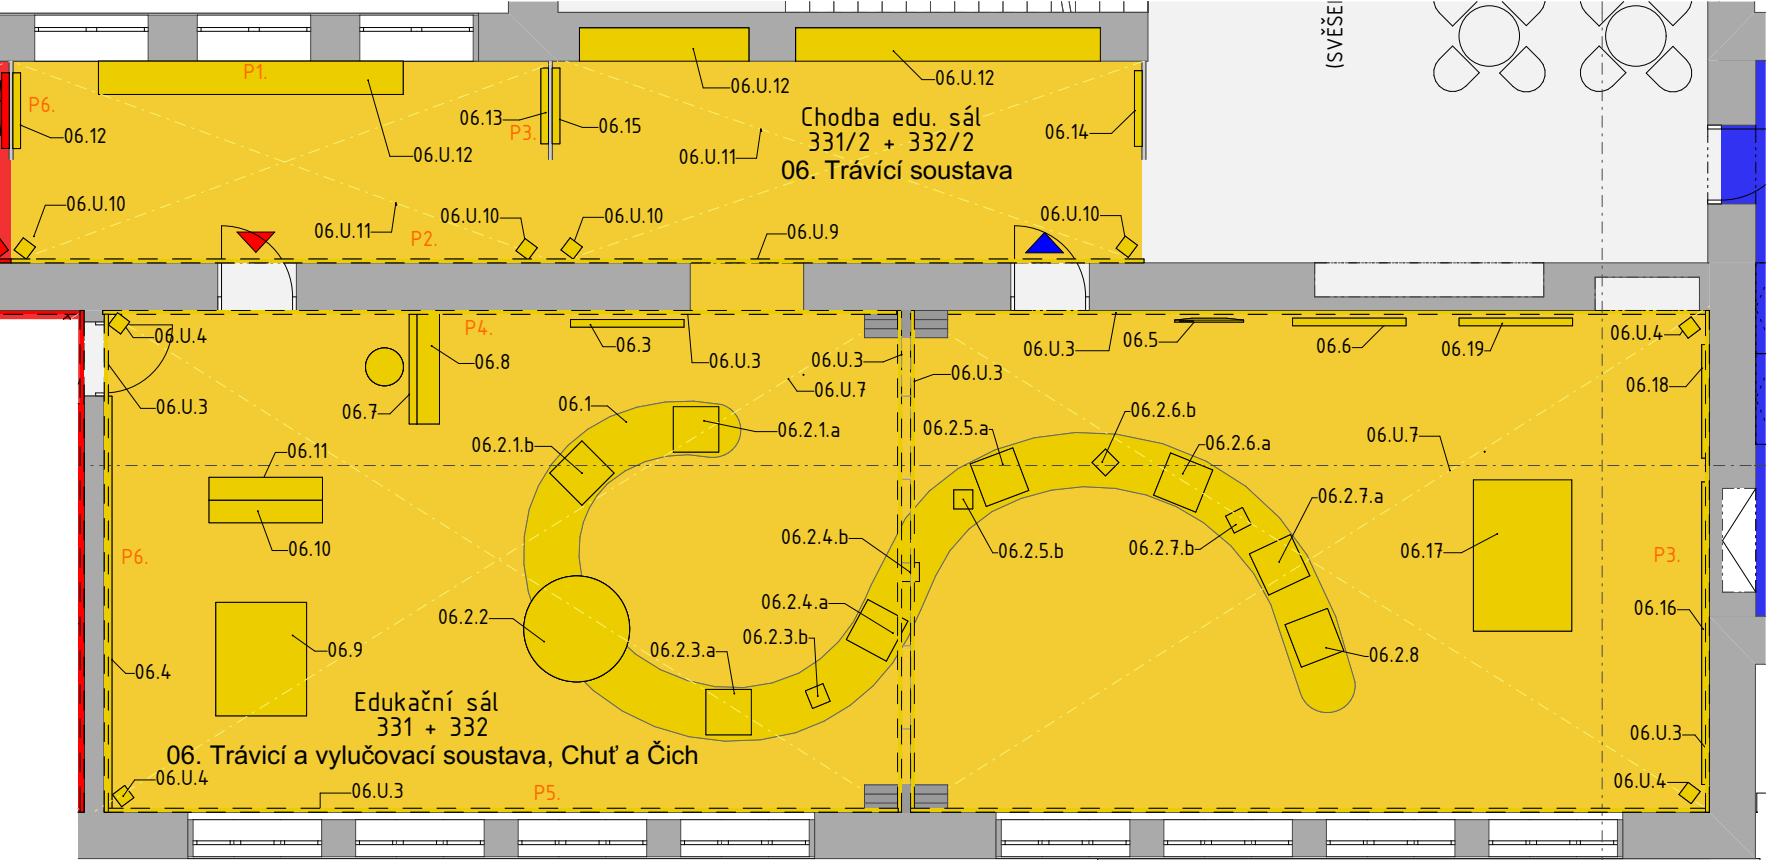 (SVĚŠE
P1.
06.U.12
06.U.12
P6.
06.12
06.13
P3.
06.15
06.14
Chodba edu. sál
331/2 + 332/2
06. Trávící soustava
06.U.12
06.U.11
06.U.10
06.U.11
P2.
06.U.10
06.U.10
06.U.9
06.U.10
06.U.4
P4.
06.3
06.U.3
06.U.3
06.U.3
06.5
06.6
06.19
06.U.4
06.8
06.U.7
06.U.3
06.18
06.U.3
06.7
06.1
06.2.1.a
06.2.1.b
06.2.5.a
06.2.6.b
06.2.6.a
06.U.7
06.11
06.2.7.a
06.10
P6.
06.2.4.b
06.2.5.b
06.2.7.b
06.17
P3.
06.2.4.a
06.2.2
06.2.3.b
06.2.3.a
06.16
06.9
06.2.8
06.4
Edukační sál
331 + 332
06. Trávicí a vylučovací soustava, Chuť a Čich
06.U.3
06.U.4
06.U.3
P5.
06.U.4